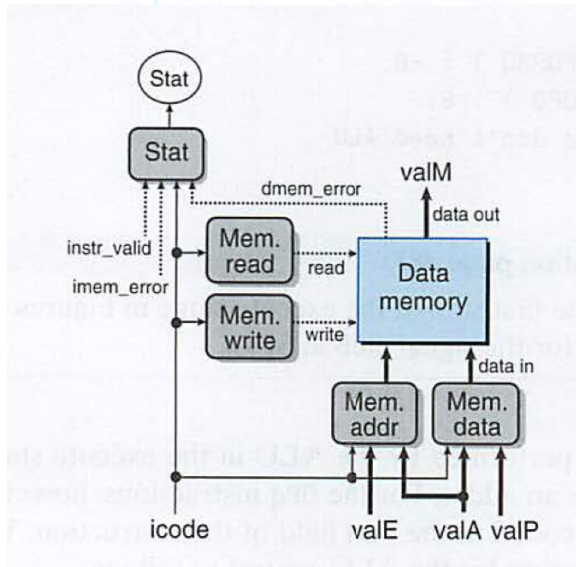 Stat
Stat
dmem_error
valM
data out
instr_valid
imem_error
Mem.
read
read
Data
memory
Mem.
write
write
data in
Mem.
addr
Mem.
data
icode
valE
valA
valP